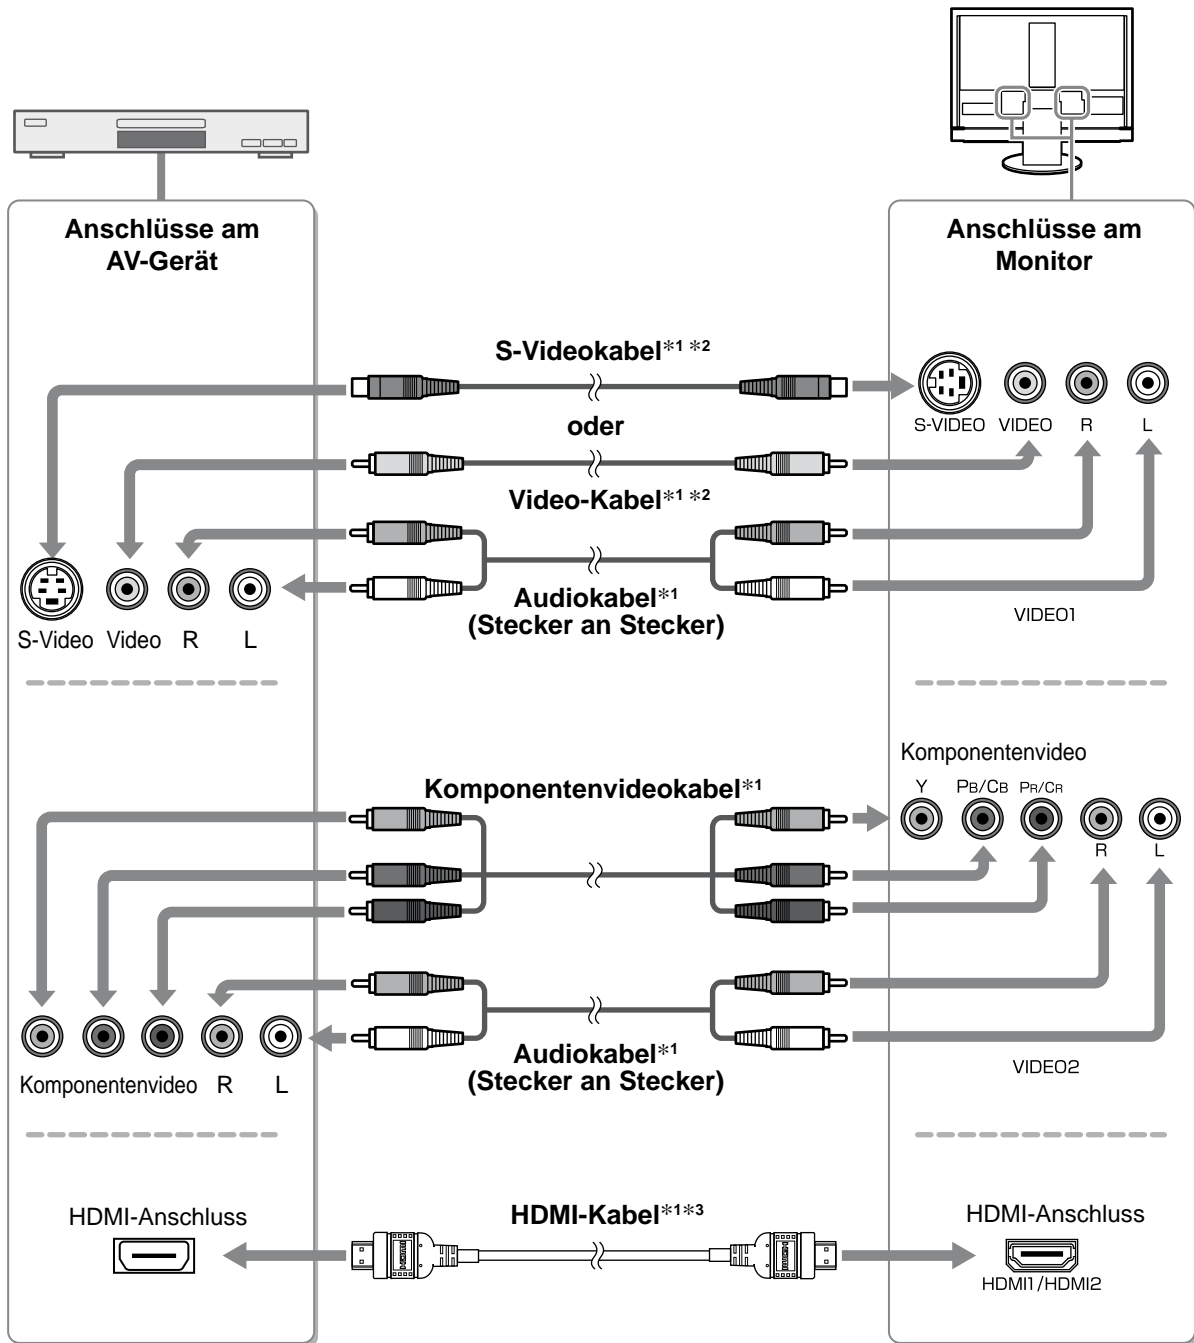 Anschlüsse am
AV-Gerät
Anschlüsse am
Monitor
S-Videokabel*1 *2
S-VIDEO VIDEO R L
oder
Video-Kabel*1 *2
Audiokabel*1
(Stecker an Stecker)
VIDEO1
S-Video Video R L
Komponentenvideo
Komponentenvideokabel*1
Y PB/CB PR/CR
R L
Audiokabel*1
(Stecker an Stecker)
VIDEO2
Komponentenvideo R L
HDMI-Anschluss
HDMI-Kabel*1*3
HDMI-Anschluss
HDMI1/HDMI2